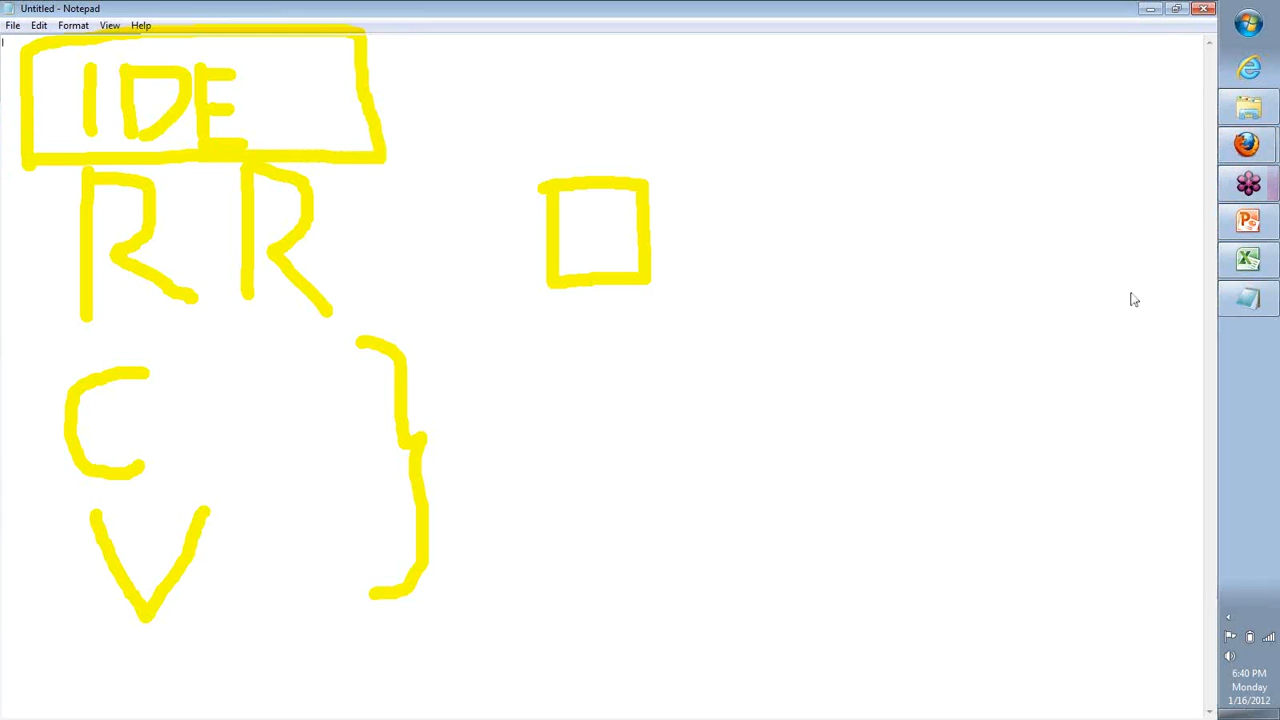 Untitled - Notepad
File Edit Format View Help
IDE
R R
C
V
6:40 PM
Monday
1/16/2012